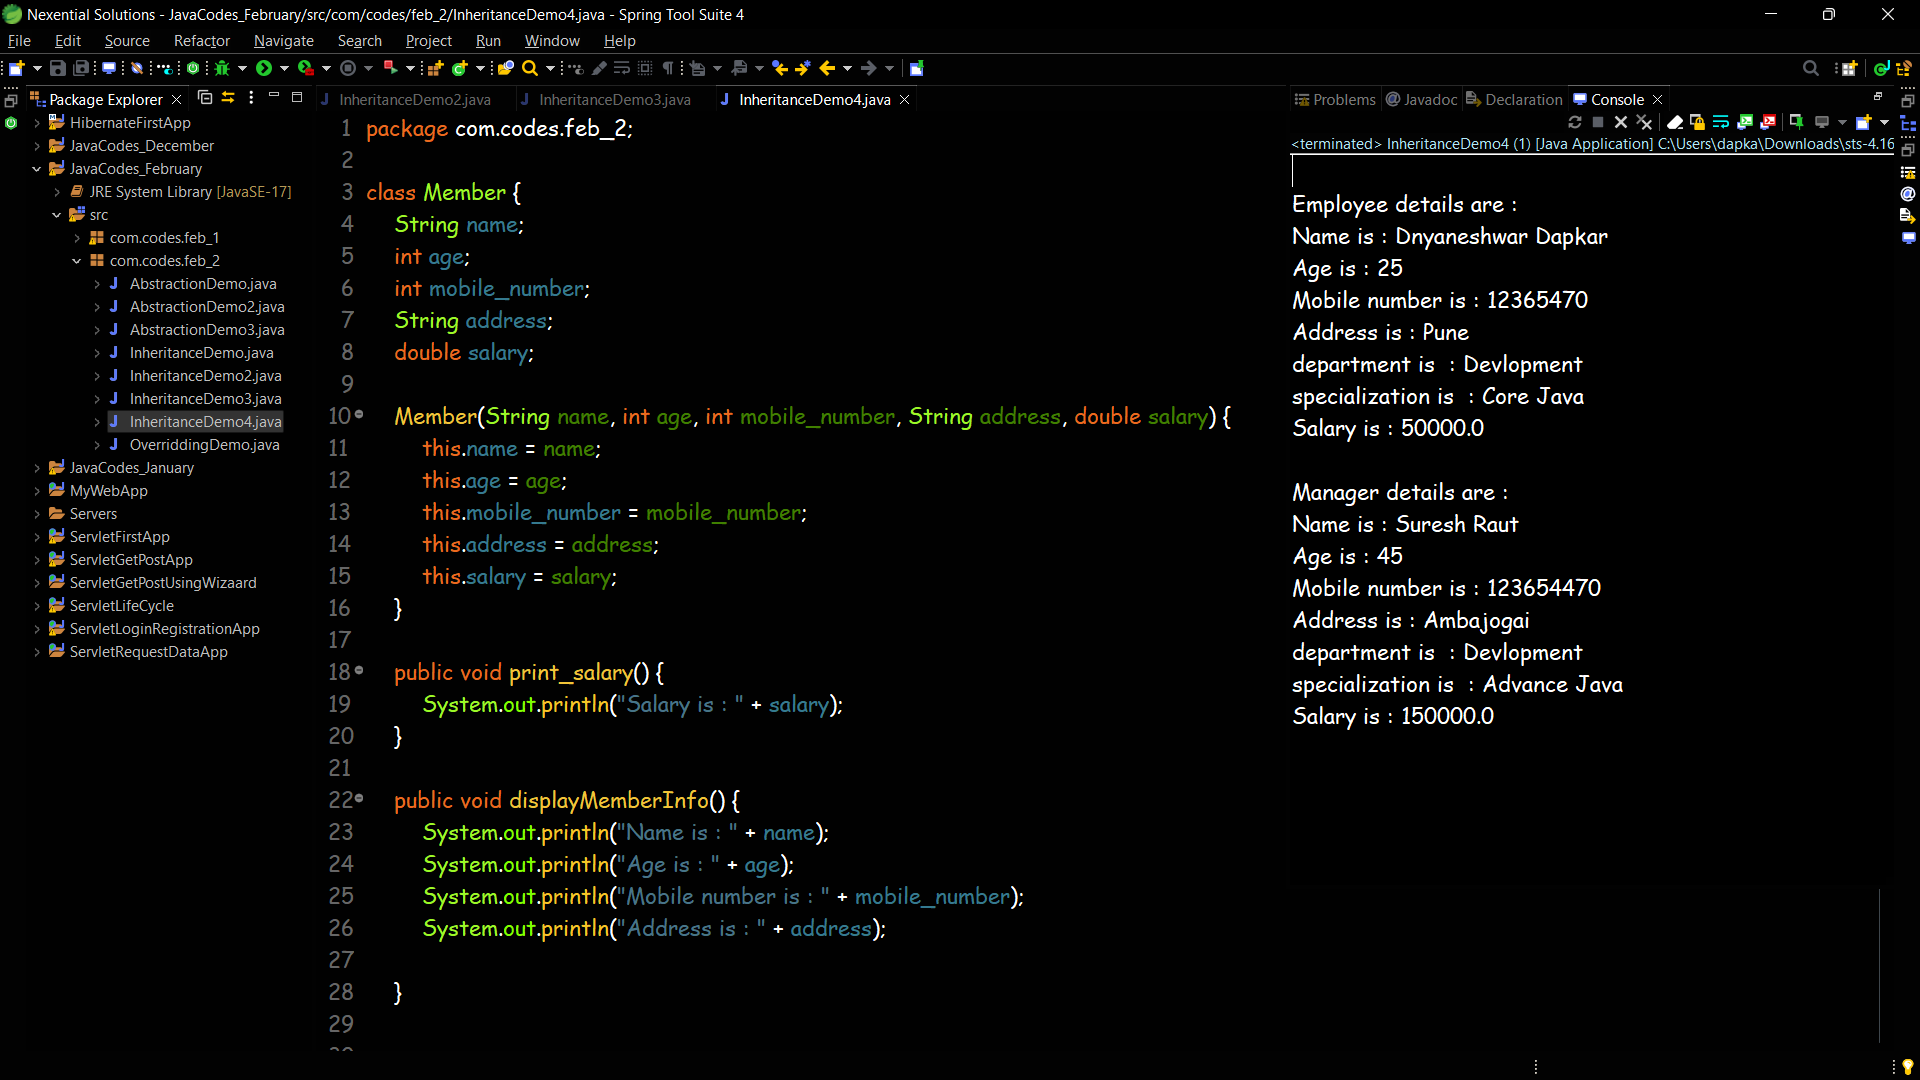 Nexential Solutions - JavaCodes_February/src/com/codes/feb_2/InheritanceDemo4.java - Spring Tool Suite 4
File Edit Source Refactor Navigate Search Project Run Window Help
Package Explorer
HibernateFirstApp
JavaCodes_December
JavaCodes_February
JRE System Library [JavaSE-17]
src
com.codes.feb_1
com.codes.feb_2
AbstractionDemo.java
AbstractionDemo2.java
AbstractionDemo3.java
InheritanceDemo.java
InheritanceDemo2.java
InheritanceDemo3.java
InheritanceDemo4.java
OverriddingDemo.java
JavaCodes_January
MyWebApp
Servers
ServletFirstApp
ServletGetPostApp
ServletGetPostUsingWizaard
ServletLifeCycle
ServletLoginRegistrationApp
ServletRequestDataApp
InheritanceDemo2.java InheritanceDemo3.java InheritanceDemo4.java
1 package com.codes.feb_2;
2
3 class Member {
4 String name;
5 int age;
6 int mobile_number;
7 String address;
8 double salary;
9
10 Member(String name, int age, int mobile_number, String address, double salary) {
11 this.name = name;
12 this.age = age;
13 this.mobile_number = mobile_number;
14 this.address = address;
15 this.salary = salary;
16 }
17
18 public void print_salary() {
19 System.out.println("Salary is : " + salary);
20 }
21
22 public void displayMemberInfo() {
23 System.out.println("Name is : " + name);
24 System.out.println("Age is : " + age);
25 System.out.println("Mobile number is : " + mobile_number);
26 System.out.println("Address is : " + address);
27
28 }
29
Problems Javadoc Declaration Console
<terminated> InheritanceDemo4 (1) [Java Application] C:\Users\dapka\Downloads\sts-4.16
Employee details are :
Name is : Dnyaneshwar Dapkar
Age is : 25
Mobile number is : 12365470
Address is : Pune
department is : Devlopment
specialization is : Core Java
Salary is : 50000.0
Manager details are :
Name is : Suresh Raut
Age is : 45
Mobile number is : 123654470
Address is : Ambajogai
department is : Devlopment
specialization is : Advance Java
Salary is : 150000.0